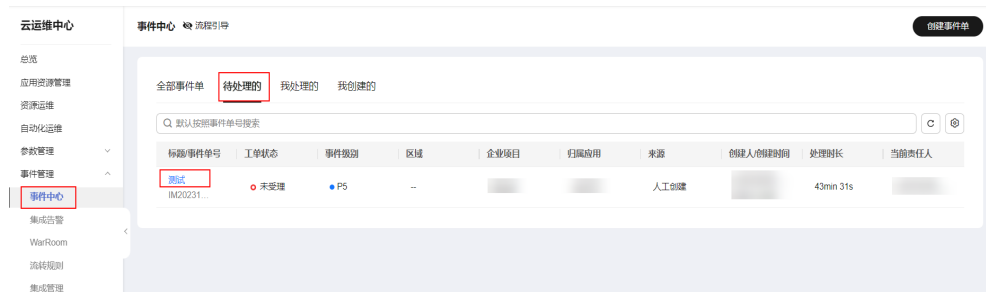 云运维中心
事件中心 流程引导
创建事件单
总览
应用资源管理
资源运维
自动化运维
参数管理
事件管理
事件中心
集成告警
WarRoom
流转规则
集成管理
全部事件单 待处理的 我处理的 我创建的
默认按照事件单号搜索
标题/事件单号 工单状态 事件级别 区域 企业项目 归属应用 来源 创建人/创建时间 处理时长 当前责任人
测试 未受理 P5 -- 人工创建 43min 31s
IM20231...